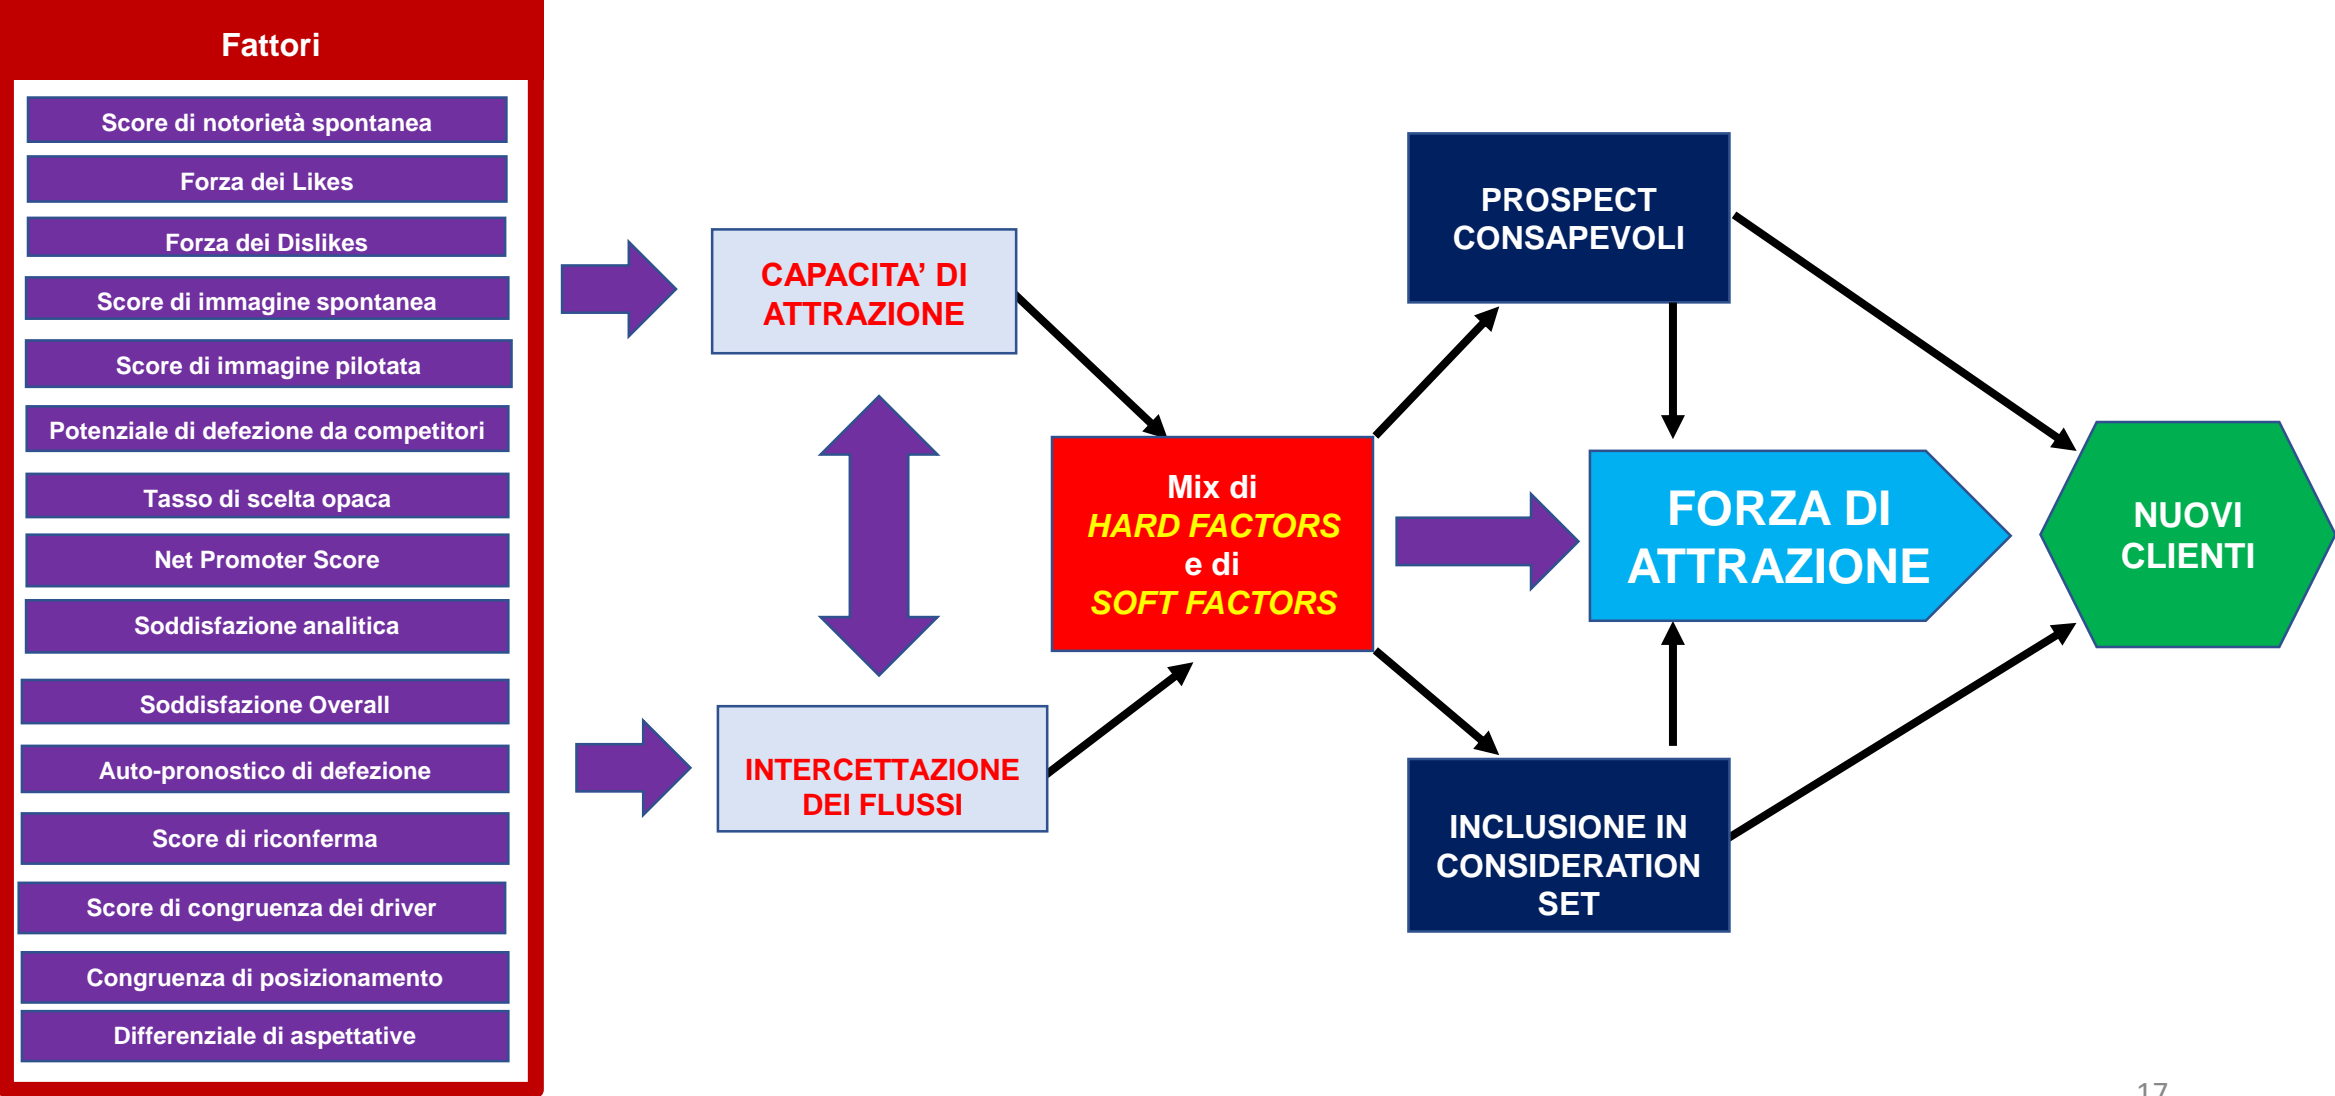 Fattori
Score di notorietà spontanea
Forza dei Likes
Forza dei Dislikes
Score di immagine spontanea
Score di immagine pilotata
Potenziale di defezione da competitori
Tasso di scelta opaca
Net Promoter Score
Soddisfazione analitica
Soddisfazione Overall
Auto-pronostico di defezione
Score di riconferma
Score di congruenza dei driver
Congruenza di posizionamento
Differenziale di aspettative
CAPACITA’ DI
ATTRAZIONE
INTERCETTAZIONE
DEI FLUSSI
Mix di
HARD FACTORS
e di
SOFT FACTORS
PROSPECT
CONSAPEVOLI
FORZA DI
ATTRAZIONE
INCLUSIONE IN
CONSIDERATION
SET
NUOVI
CLIENTI
17